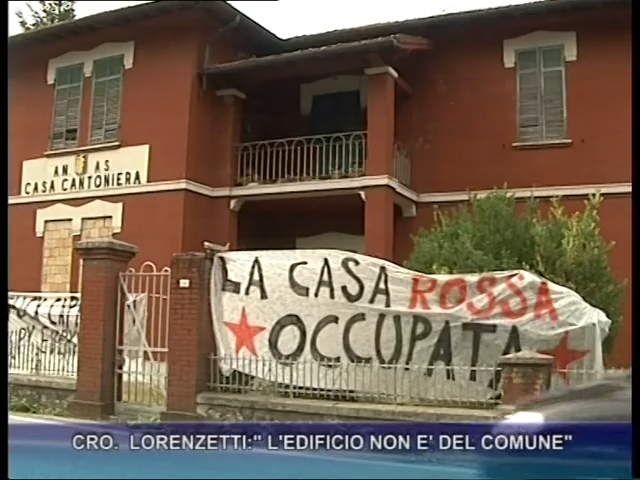 AN AS
CASA CANTONIERA
LA CASA ROSSA
OCCUPATA
CRO. LORENZETTI:" L'EDIFICIO NON E' DEL COMUNE"